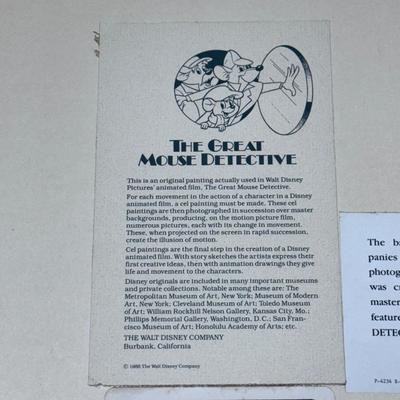 THE GREAT
MOUSE DETECTIVE
This is an original painting actually used in Walt Disney
Pictures' animated film, The Great Mouse Detective.
For each movement in the action of a character in a Disney
animated film, a cel painting must be made. These cel
paintings are then photographed in succession over master
backgrounds, producing, on the motion picture film,
numerous pictures, each with its change in movement.
These, when projected on the screen in rapid succession,
create the illusion of motion.
Cel paintings are the final step in the creation of a Disney
animated film. With story sketches the artists express their
first creative ideas, then with animation drawings they give
life and movement to the characters.
Disney originals are included in many important museums
and private collections. Notable among these are: The
Metropolitan Museum of Art, New York; Museum of Modern
Art, New York; Cleveland Museum of Art; Toledo Museum
of Art; William Rockhill Nelson Gallery, Kansas City, Mo.;
Phillips Memorial Gallery, Washington, D.C.; San Fran-
cisco Museum of Art; Honolulu Academy of Arts; etc.
THE WALT DISNEY COMPANY
Burbank, California
© 1986 The Walt Disney Company
The b
panies
photog
was cr
master
feature
DETEC
P-4234 8-